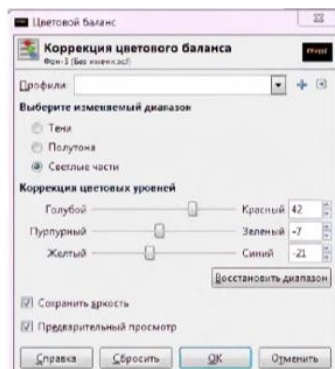 Цветовой баланс
Коррекция цветового баланса
Фон-3 (Без имени.xcf)
Профили:
Выберите изменяемый диапазон
Тени
Полутона
Светлые части
Коррекция цветовых уровней
Голубой Красный 42
Пурпурный Зеленый -7
Желтый Синий -21
Восстановить диапазон
Сохранить яркость
Предварительный просмотр
Справка Сбросить OK Отменить